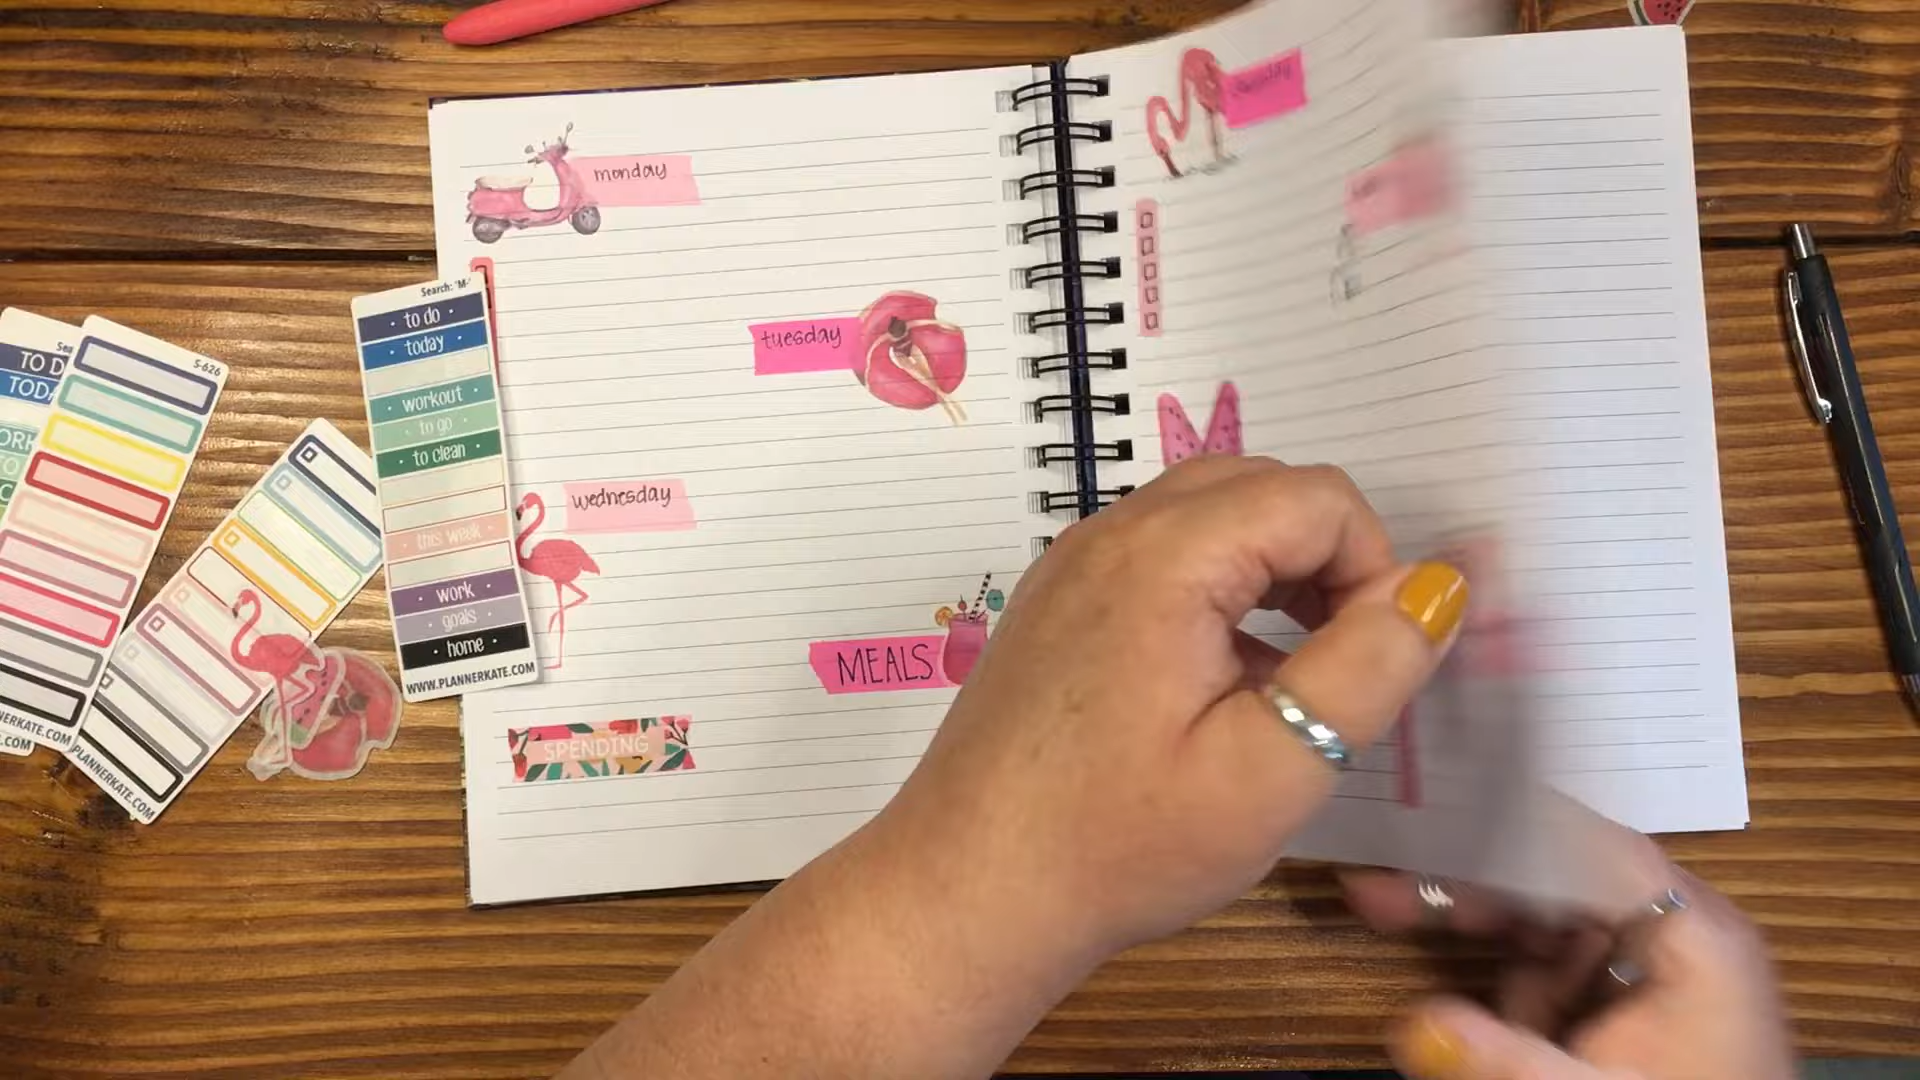 monday
tuesday
wednesday
MEALS
SPENDING
Search: 'M-
to do
today
workout
to go
to clean
this week
work
goals
home
WWW.PLANNERKATE.COM
S-626
TO D
TODA
PLANNERKATE.COM